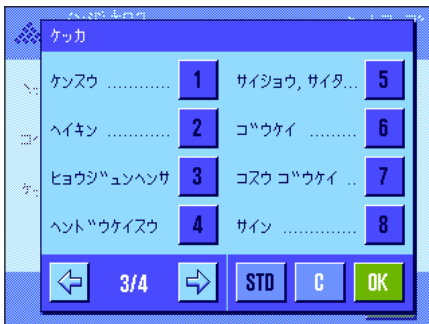 ケッカ
ケンスウ ............ 1
サイショウ, サイタ... 5
ヘイキン ............ 2
ゴウケイ ......... 6
ヒョウジュンヘンサ 3
コスウ ゴウケイ .. 7
ヘンドウケイスウ 4
サイン ............. 8
3/4 STD C OK